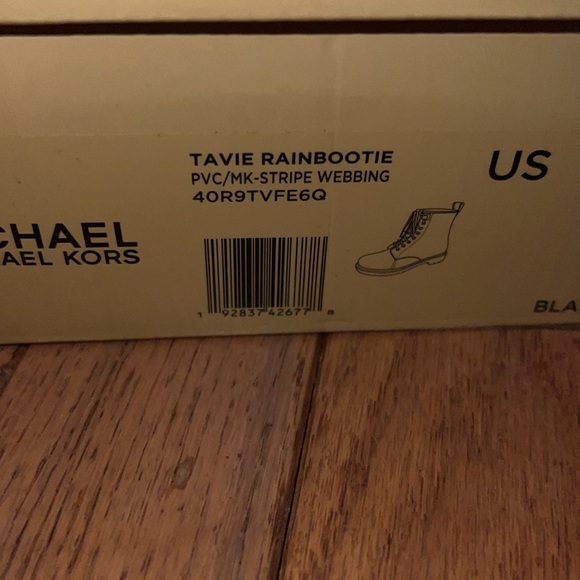 CHAEL
AEL KORS
TAVIE RAINBOOTIE
PVC/MK-STRIPE WEBBING
40R9TVFE6Q
1 92837 42677 8
US
BLA